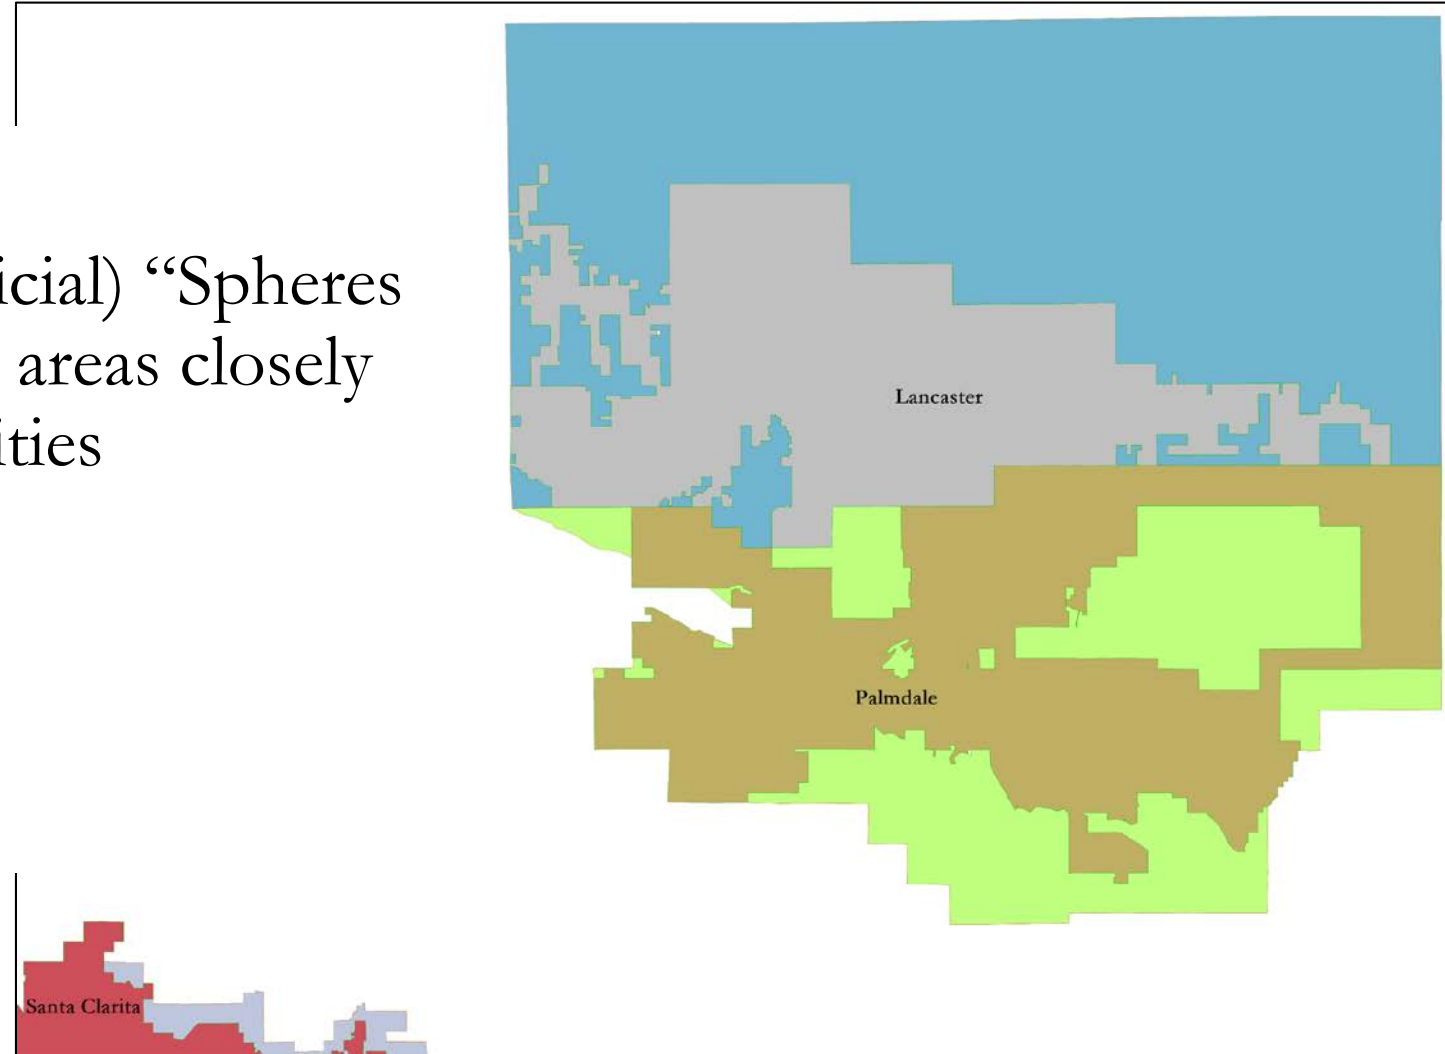 icial) “Spheres
areas closely
ities
Lancaster
Palmdale
Santa Clarita